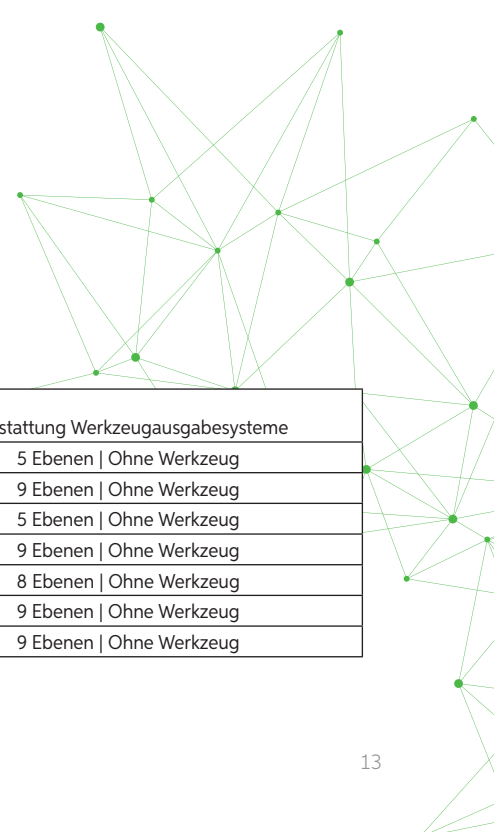 stattung Werkzeugausgabesysteme
5 Ebenen | Ohne Werkzeug
9 Ebenen | Ohne Werkzeug
5 Ebenen | Ohne Werkzeug
9 Ebenen | Ohne Werkzeug
8 Ebenen | Ohne Werkzeug
9 Ebenen | Ohne Werkzeug
9 Ebenen | Ohne Werkzeug
13